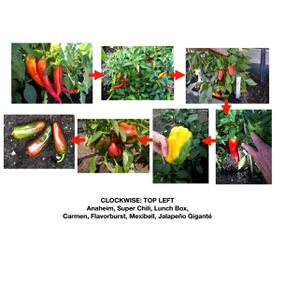 CLOCKWISE: TOP LEFT
Anaheim, Super Chili, Lunch Box,
Carmen, Flavorburst, Mexibell, Jalapeño Giganté